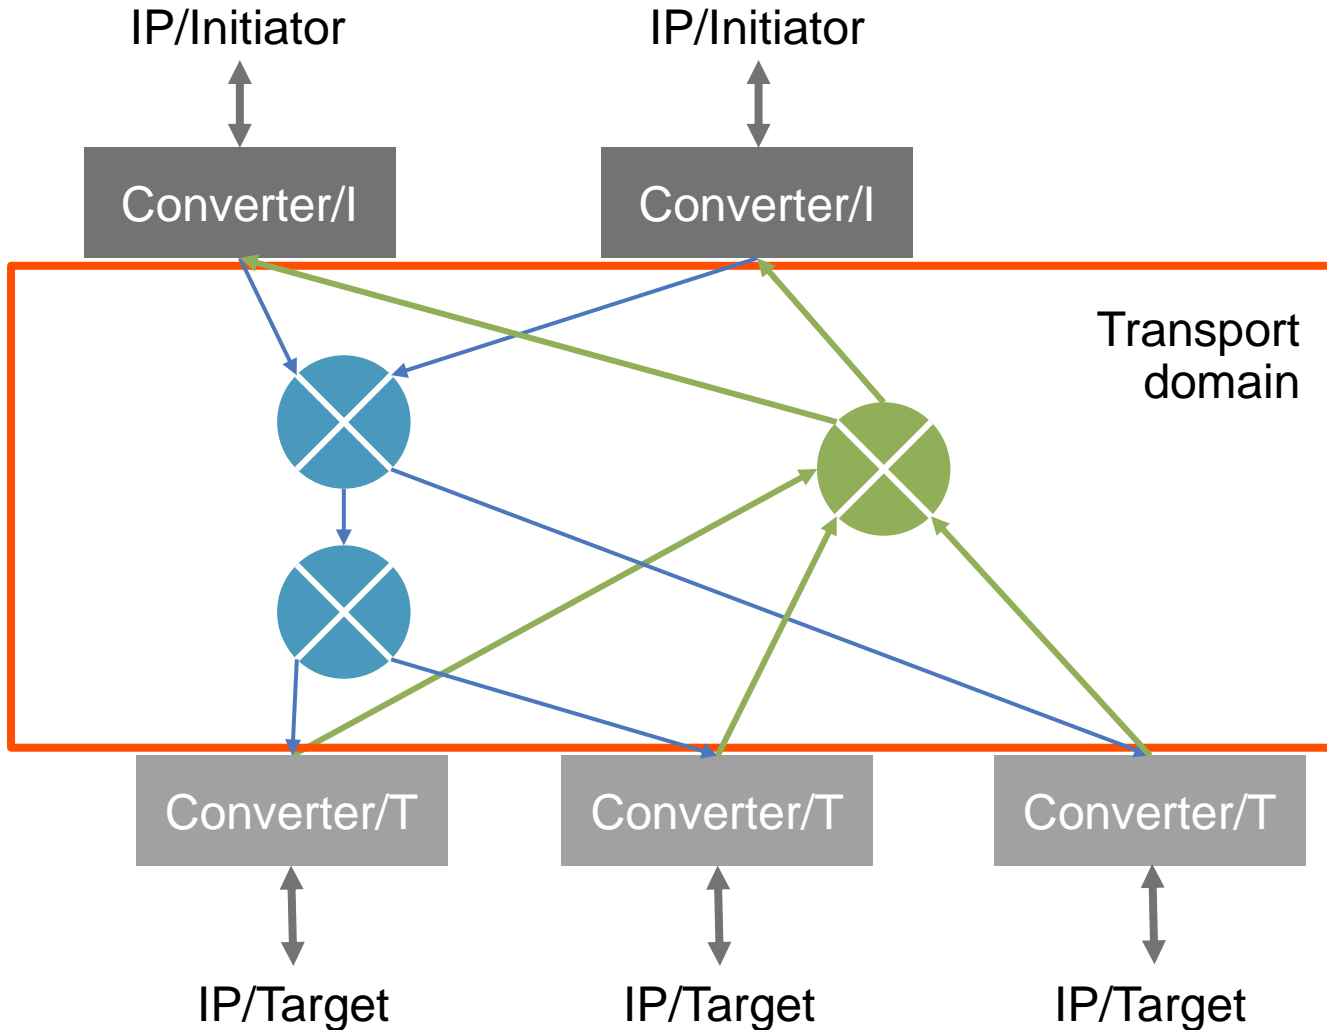 IP/Initiator
IP/Initiator
Converter/I
Converter/I
Transport
domain
Converter/T
Converter/T
Converter/T
IP/Target
IP/Target
IP/Target